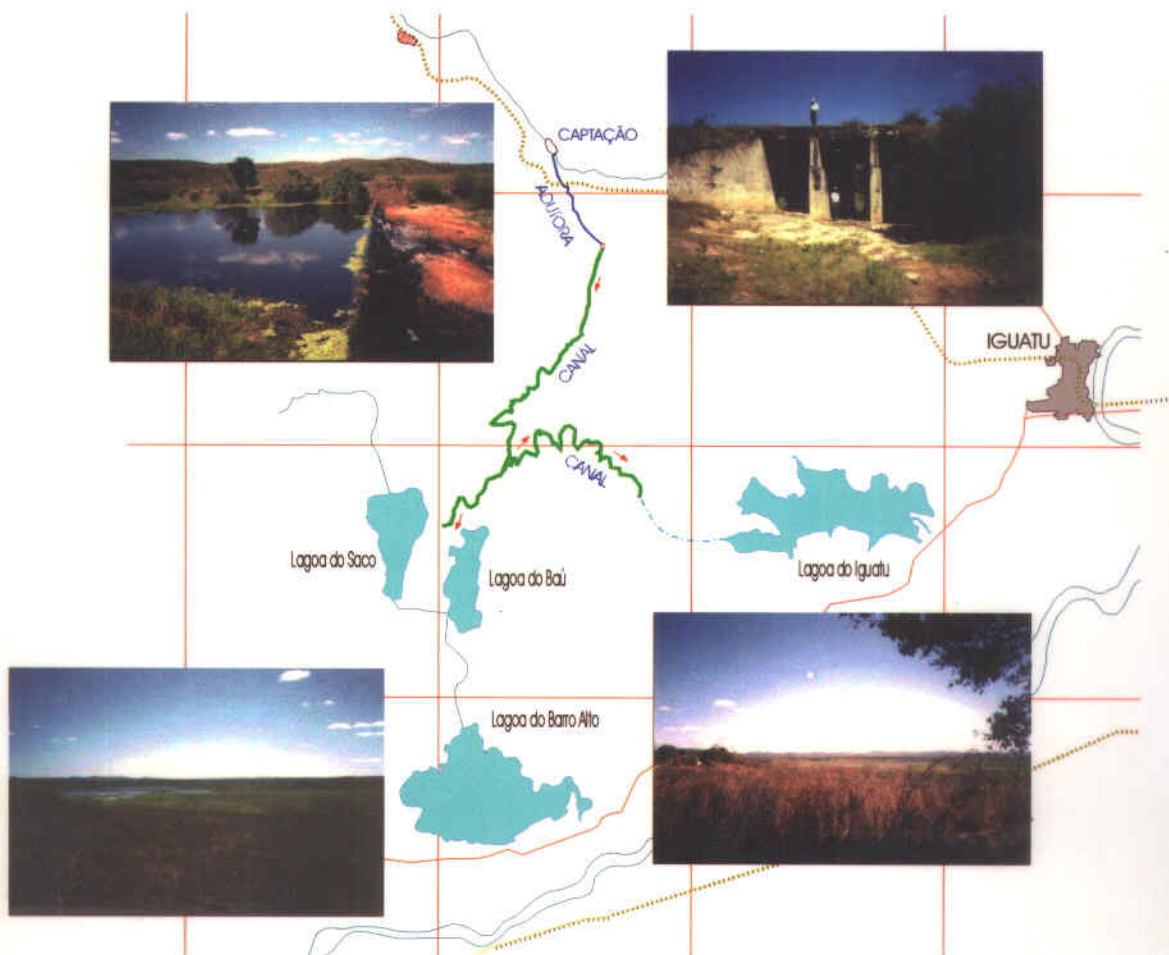 CAPTAÇÃO
ADUTORA
CANAL
IGUATU
CANAL
Lagoa do Saco
Lagoa do Baú
Lagoa do Iguatu
Lagoa do Barro Alto